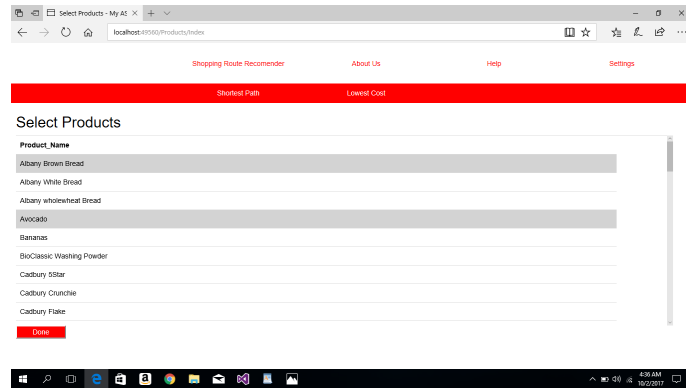 Select Products - My AS
localhost:49560/Products/Index
Shopping Route Recomender About Us Help Settings
Shortest Path Lowest Cost
Select Products
Product_Name
Albany Brown Bread
Albany White Bread
Albany wholewheat Bread
Avocado
Bananas
BioClassic Washing Powder
Cadbury 5Star
Cadbury Crunchie
Cadbury Flake
Done
4:36 AM
10/2/2017